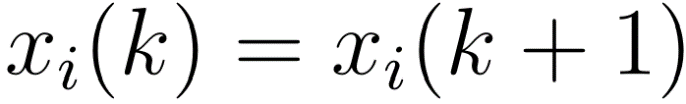 x_i(k) = x_i(k + 1)